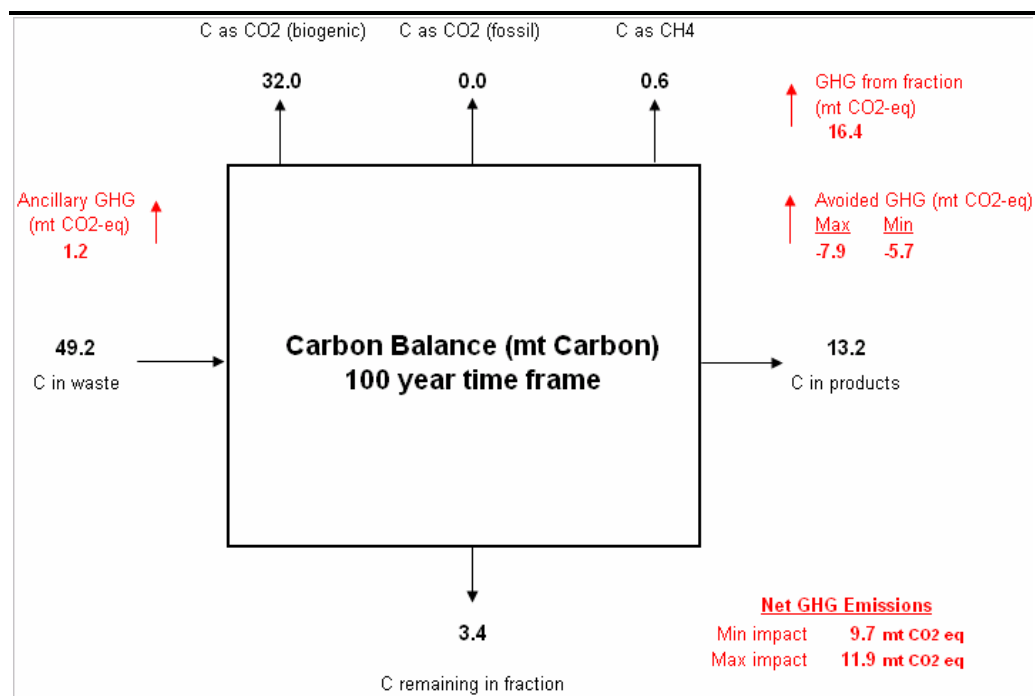 C as CO2 (biogenic) C as CO2 (fossil) C as CH4
32.0 0.0 0.6
GHG from fraction
(mt CO2-eq)
16.4
Ancillary GHG
(mt CO2-eq)
1.2
Avoided GHG (mt CO2-eq)
Max Min
-7.9 -5.7
Carbon Balance (mt Carbon)
100 year time frame
49.2
C in waste
13.2
C in products
3.4
C remaining in fraction
Net GHG Emissions
Min impact 9.7 mt CO2 eq
Max impact 11.9 mt CO2 eq